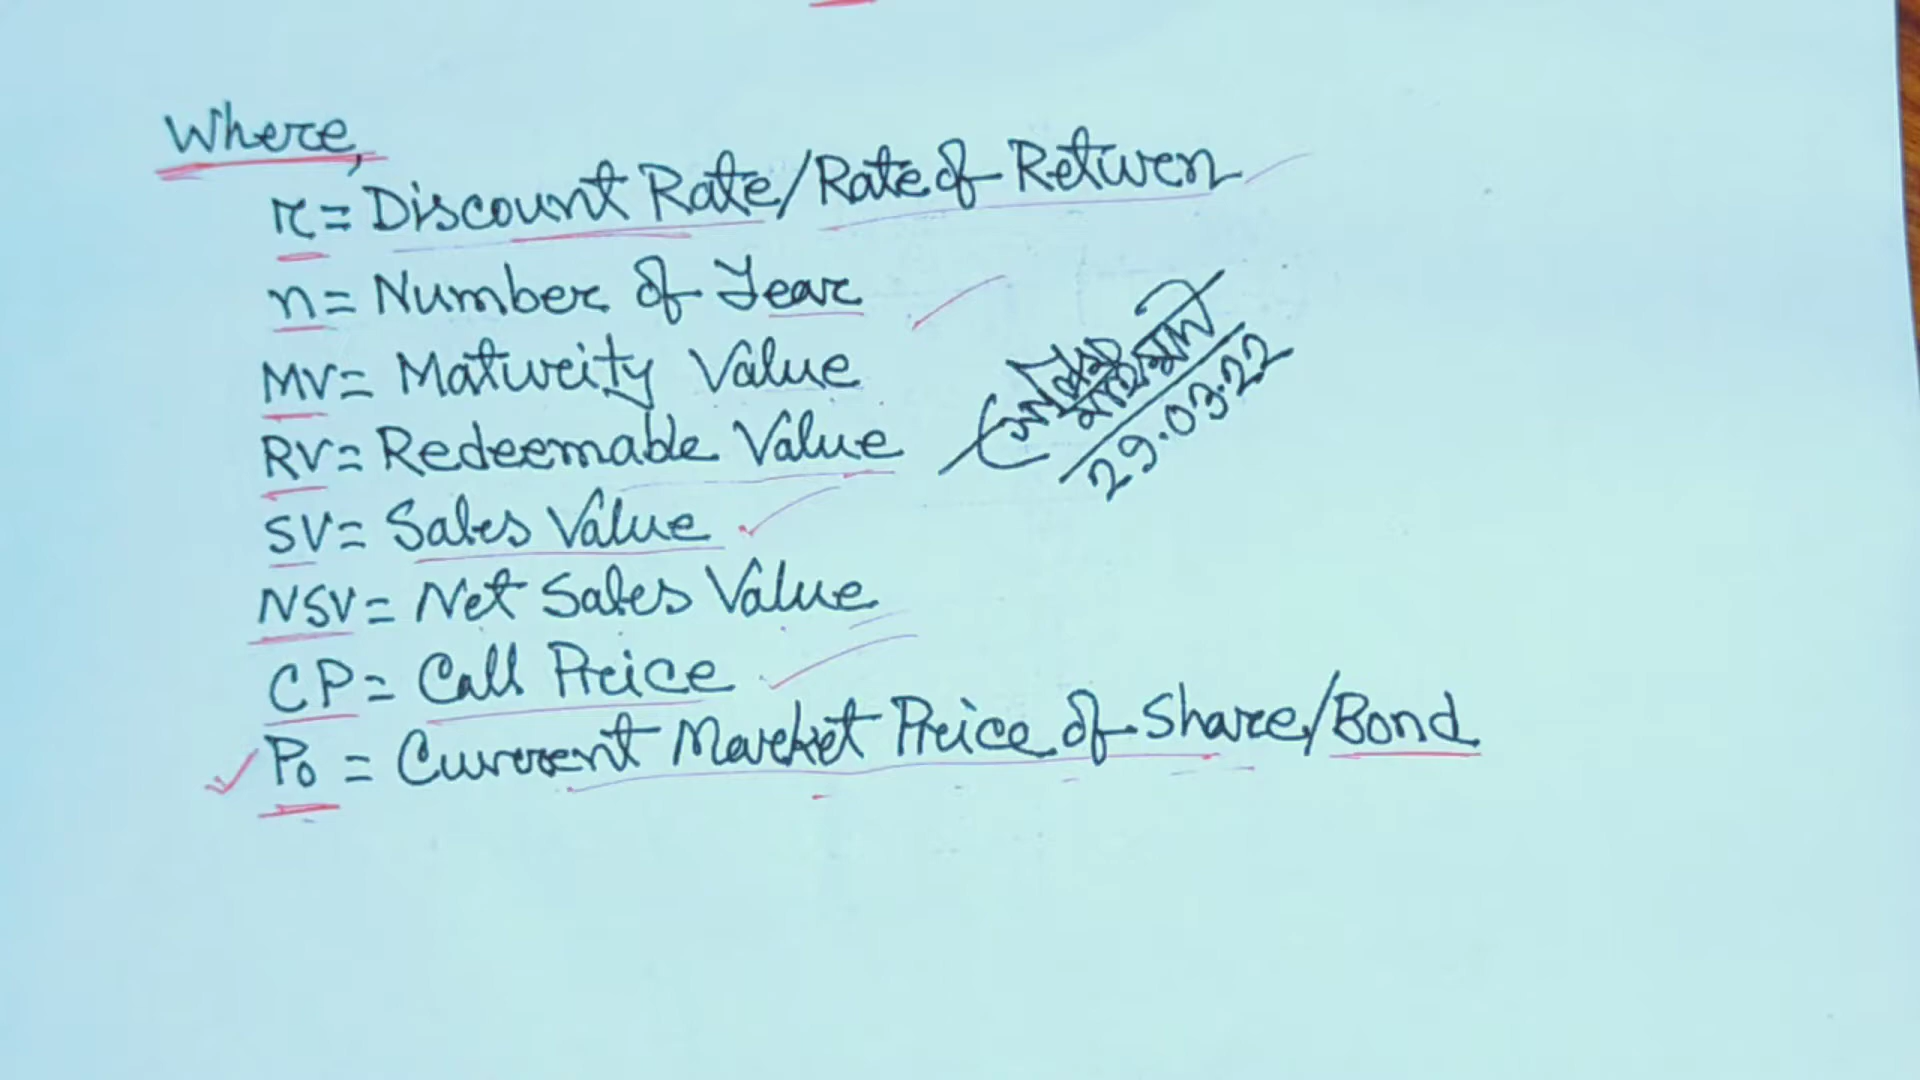 Where,
r = Discount Rate/Rate of Return
n = Number of Year
MV = Maturity Value
RV = Redeemable Value
SV = Sales Value
NSV = Net Sales Value
CP = Call Price
P₀ = Current Market Price of Share/Bond
29.03.22